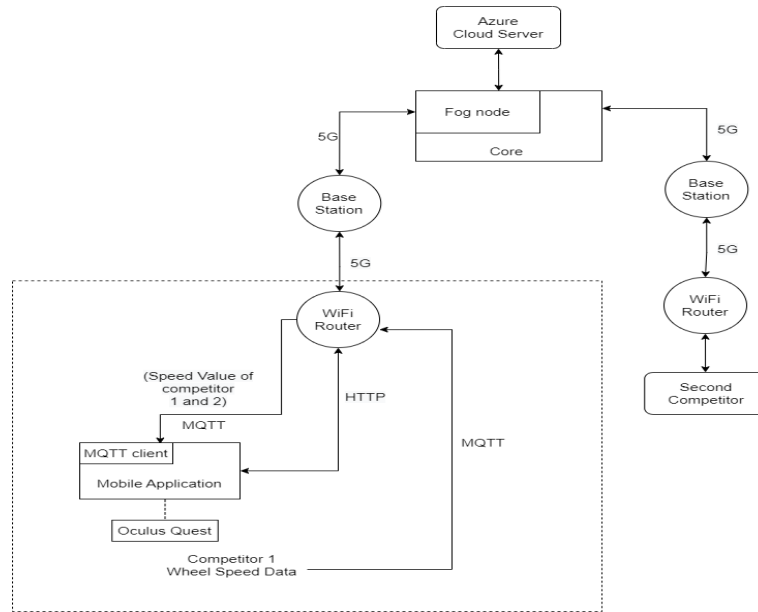 Azure
Cloud Server
Fog node
Core
5G
5G
Base
Station
Base
Station
5G
5G
WiFi
Router
WiFi
Router
(Speed Value of
competitor
1 and 2)
MQTT
HTTP
MQTT
Second
Competitor
MQTT client
Mobile Application
Oculus Quest
Competitor 1
Wheel Speed Data